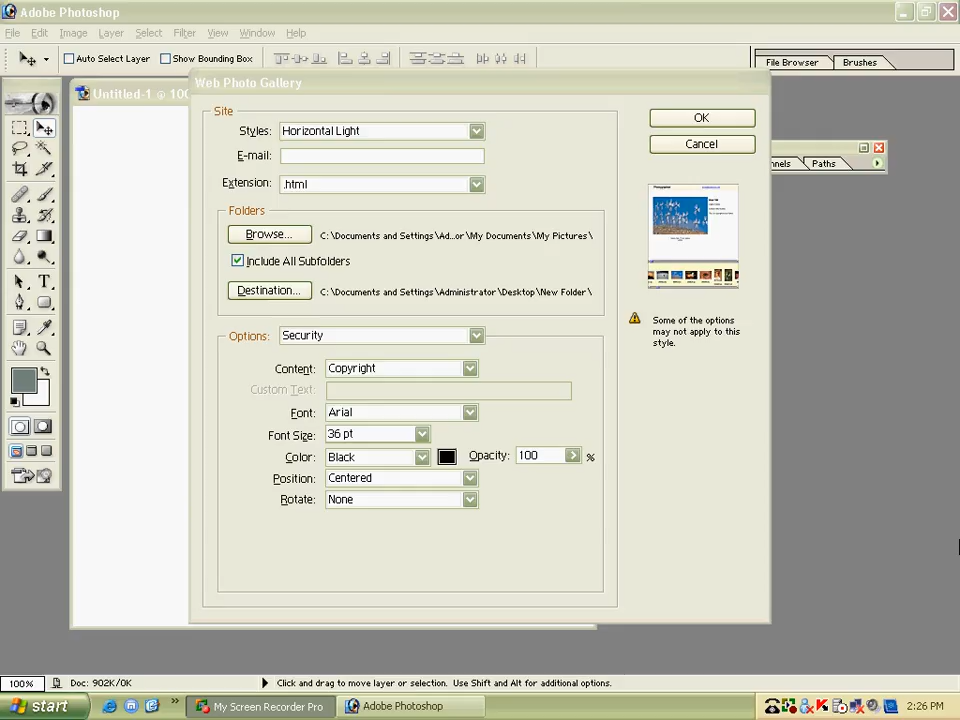 Adobe Photoshop
File Edit Image Layer Select Filter View Window Help
Auto Select Layer Show Bounding Box
File Browser Brushes
Untitled-1 @ 100
Web Photo Gallery
Site
Styles: Horizontal Light
OK
E-mail:
Cancel
Extension: .html
nnels Paths
Folders
Browse... C:\Documents and Settings\Ad...or\My Documents\My Pictures\
Include All Subfolders
Destination... C:\Documents and Settings\Administrator\Desktop\New Folder\
Some of the options
may not apply to this
style.
Options: Security
Content: Copyright
Custom Text:
Font: Arial
Font Size: 36 pt
Color: Black Opacity: 100 %
Position: Centered
Rotate: None
100% Doc: 902K/0K Click and drag to move layer or selection. Use Shift and Alt for additional options.
start My Screen Recorder Pro Adobe Photoshop 2:26 PM